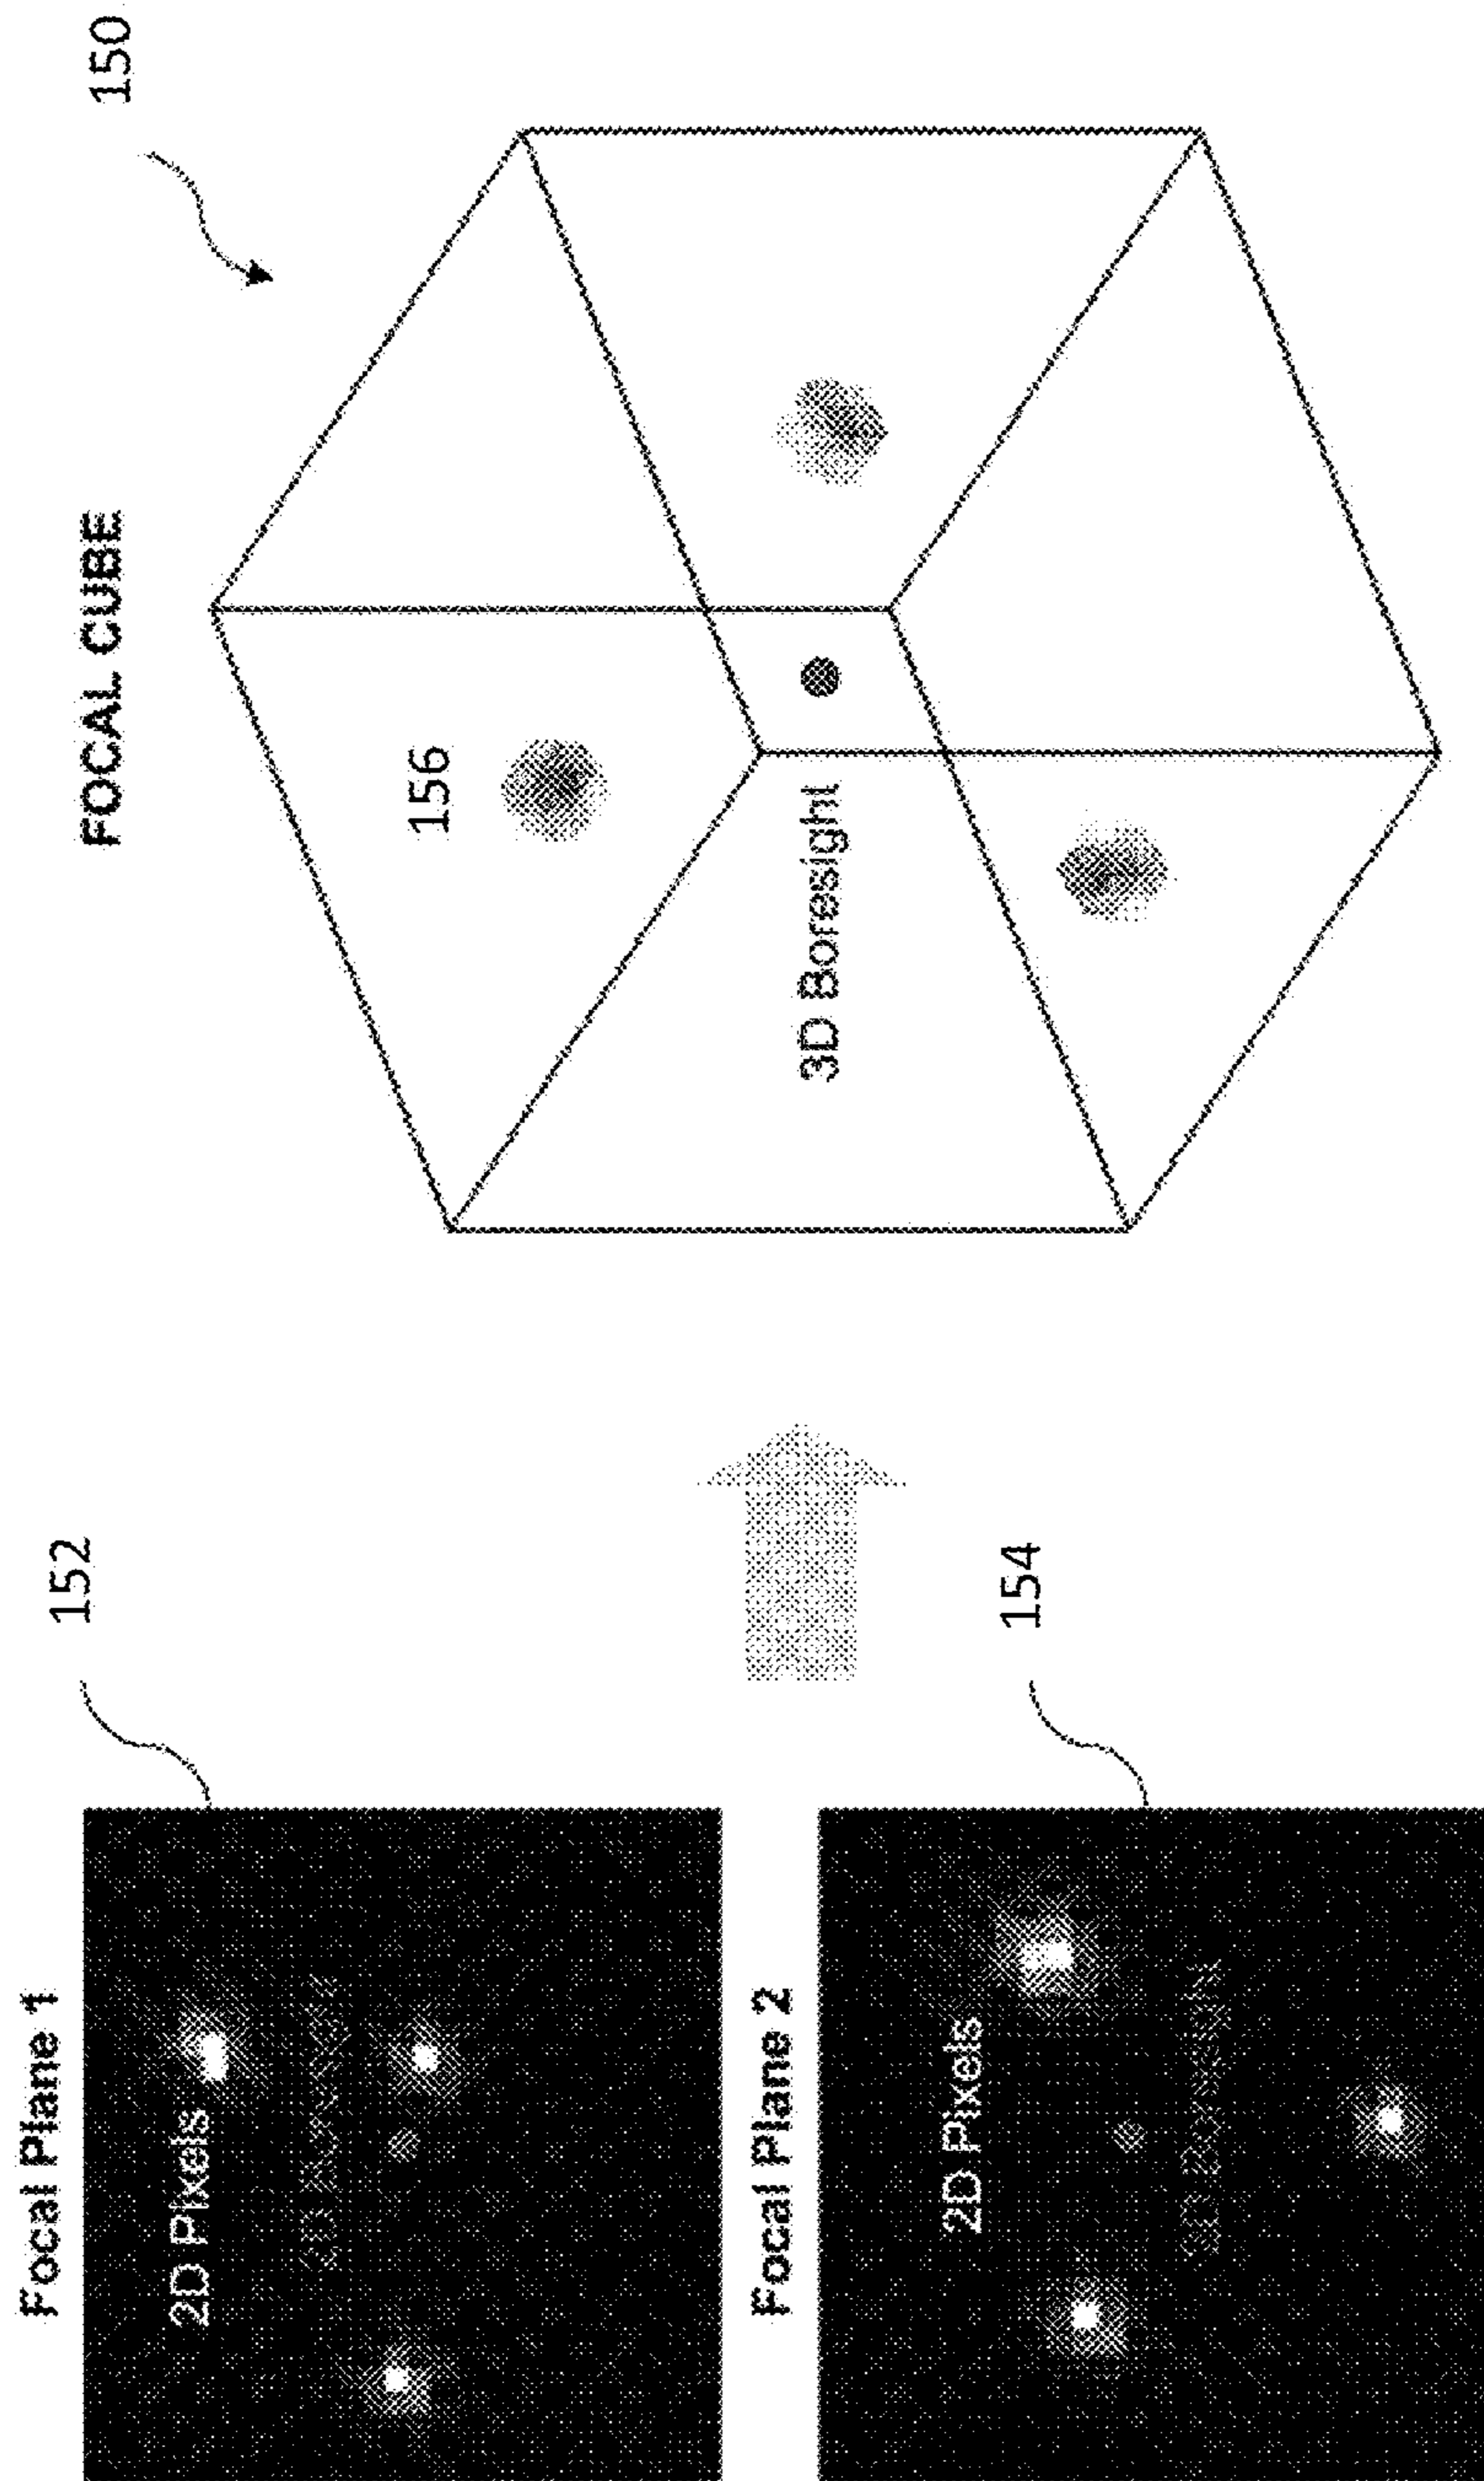 Focal Plane 1
152
2D Pixels
Focal Plane 2
154
2D Pixels
FOCAL CUBE
150
156
3D Boresight